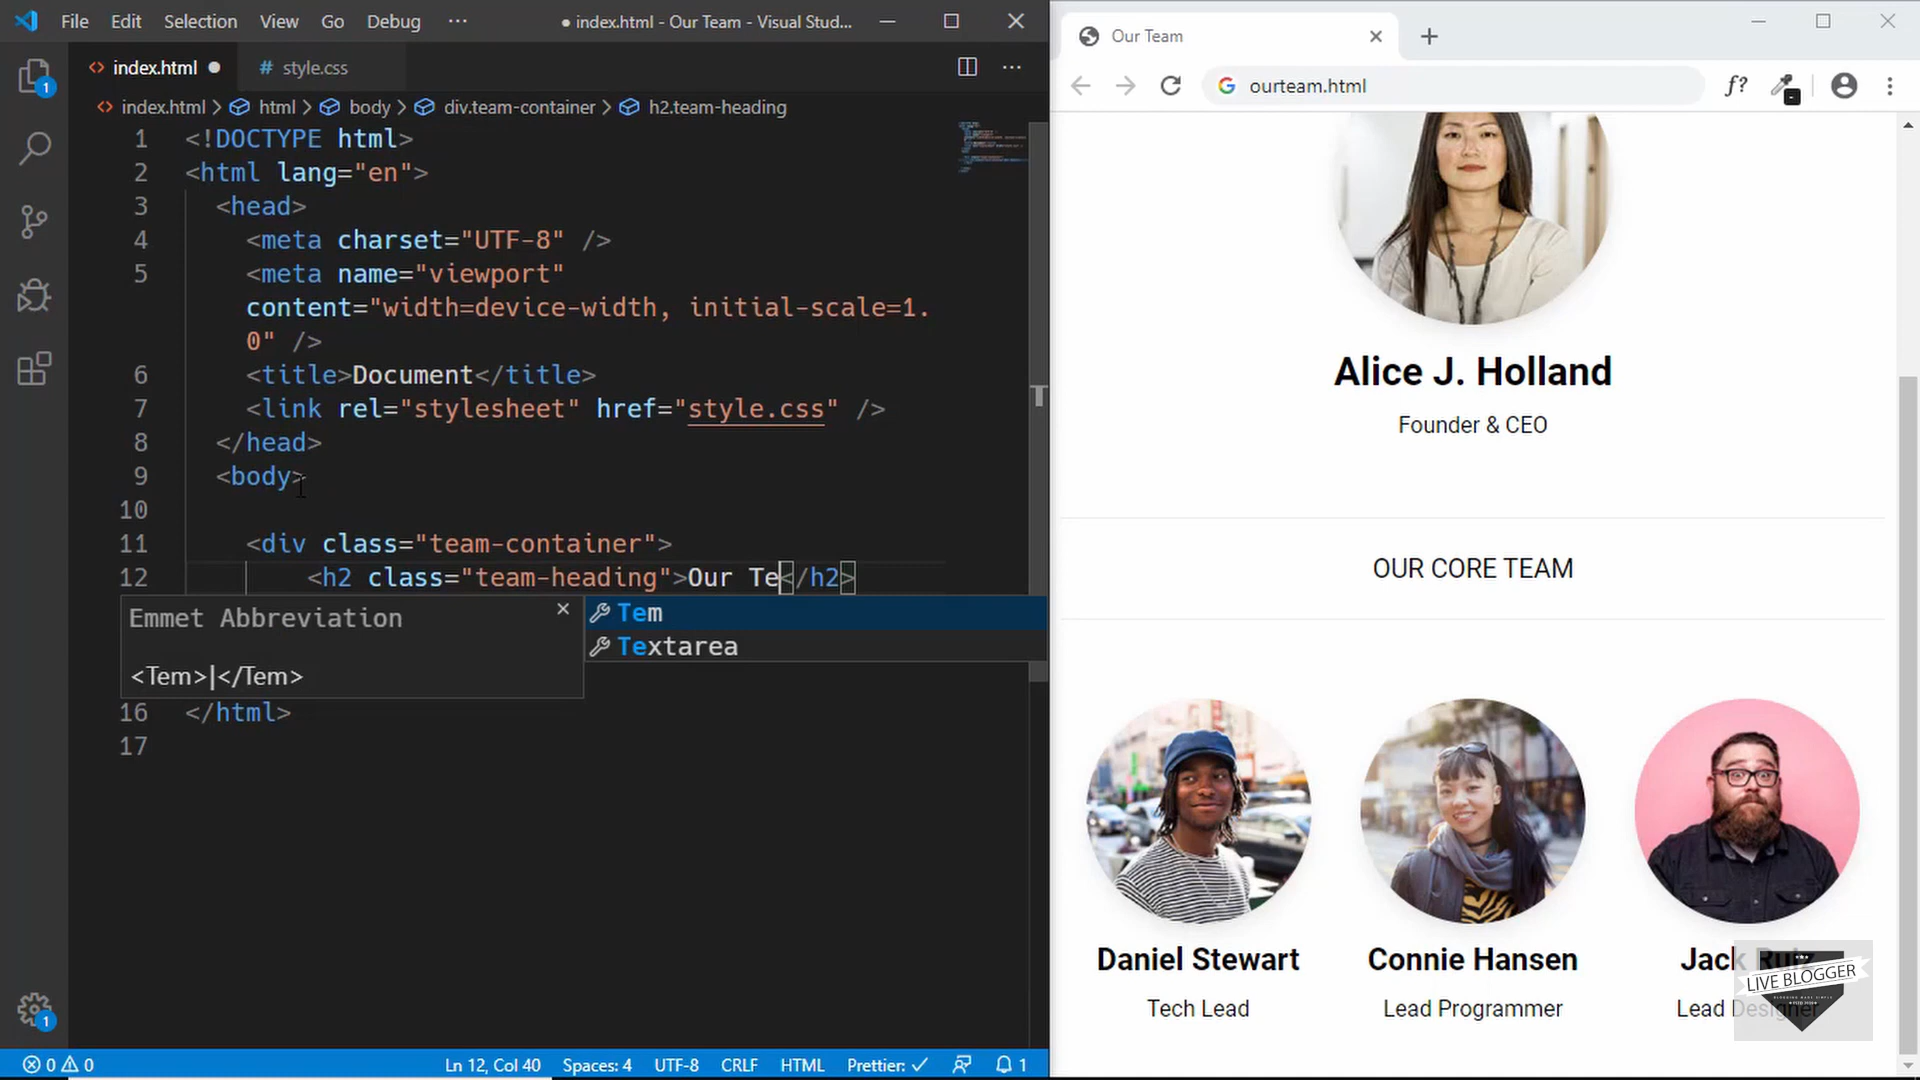 File Edit Selection View Go Debug ··· ● index.html - Our Team - Visual Stud...
index.html ● # style.css
index.html > html > body > div.team-container > h2.team-heading
1 <!DOCTYPE html>
2 <html lang="en">
3 <head>
4 <meta charset="UTF-8" />
5 <meta name="viewport"
content="width=device-width, initial-scale=1.
0" />
6 <title>Document</title>
7 <link rel="stylesheet" href="style.css" />
8 </head>
9 <body>
10
11 <div class="team-container">
12 <h2 class="team-heading">Our Te</h2>
Emmet Abbreviation
<Tem>|</Tem>
Tem
Textarea
16 </html>
17
0 0 Ln 12, Col 40 Spaces: 4 UTF-8 CRLF HTML Prettier: ✓ 1
1
1
Our Team
ourteam.html
f?
Alice J. Holland
Founder & CEO
OUR CORE TEAM
Daniel Stewart
Tech Lead
Connie Hansen
Lead Programmer
Jack Ruiz
Lead Designer
LIVE BLOGGER